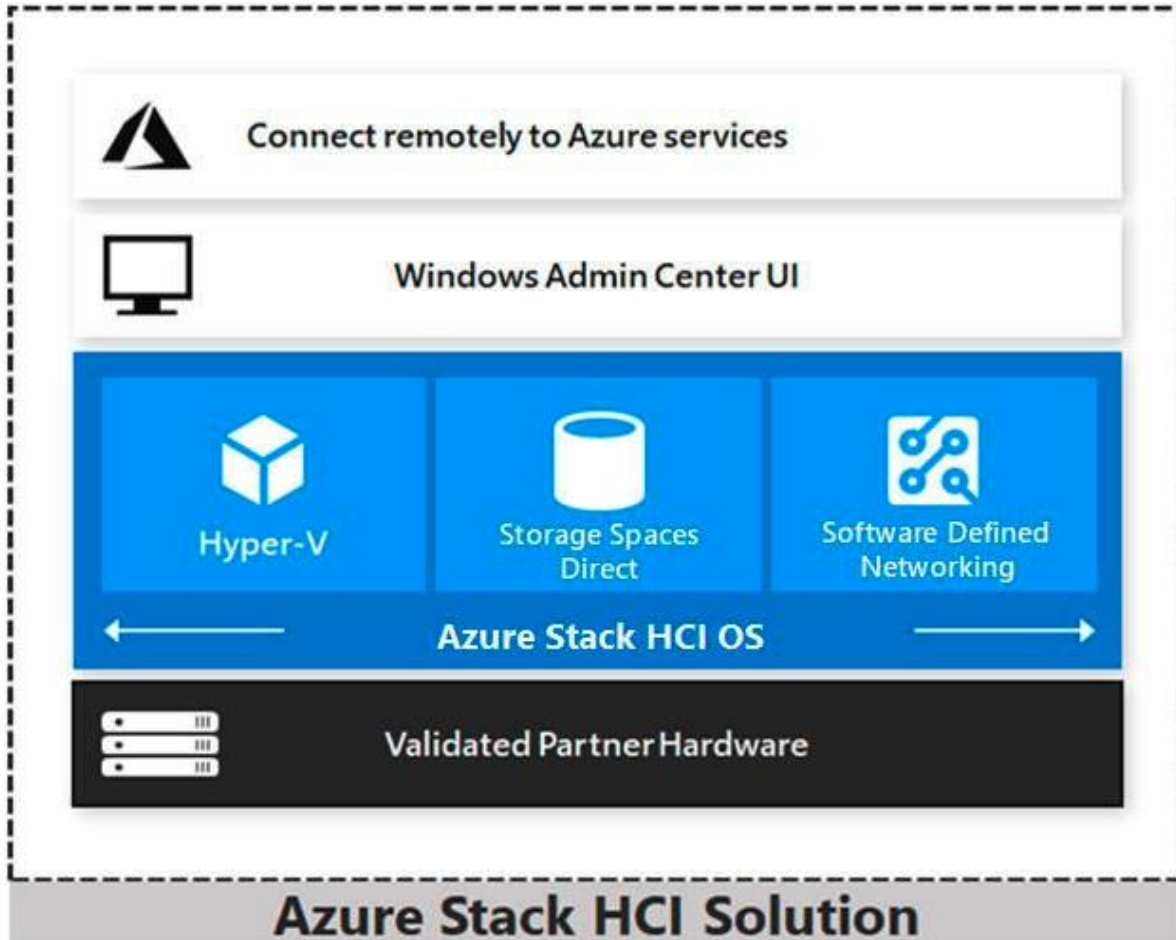 Connect remotely to Azure services
Windows Admin Center UI
Hyper-V
Storage Spaces
Direct
Software Defined
Networking
Azure Stack HCI OS
Validated Partner Hardware
Azure Stack HCI Solution